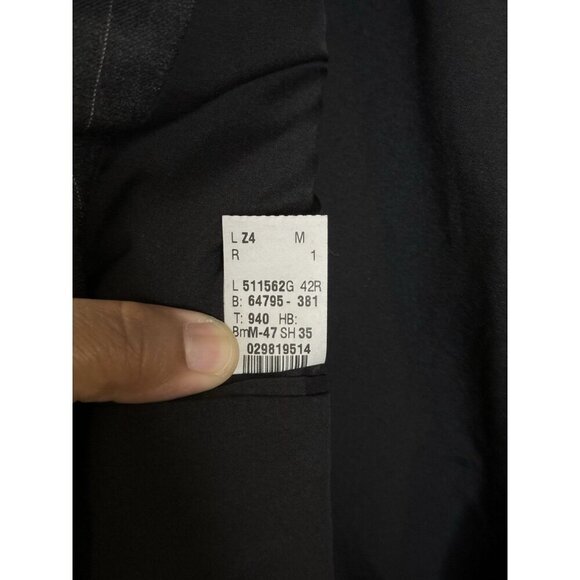 L Z4 M
R 1
L 511562G 42R
B: 64795 - 381
T: 940 HB:
BmM-47 SH 35
029819514